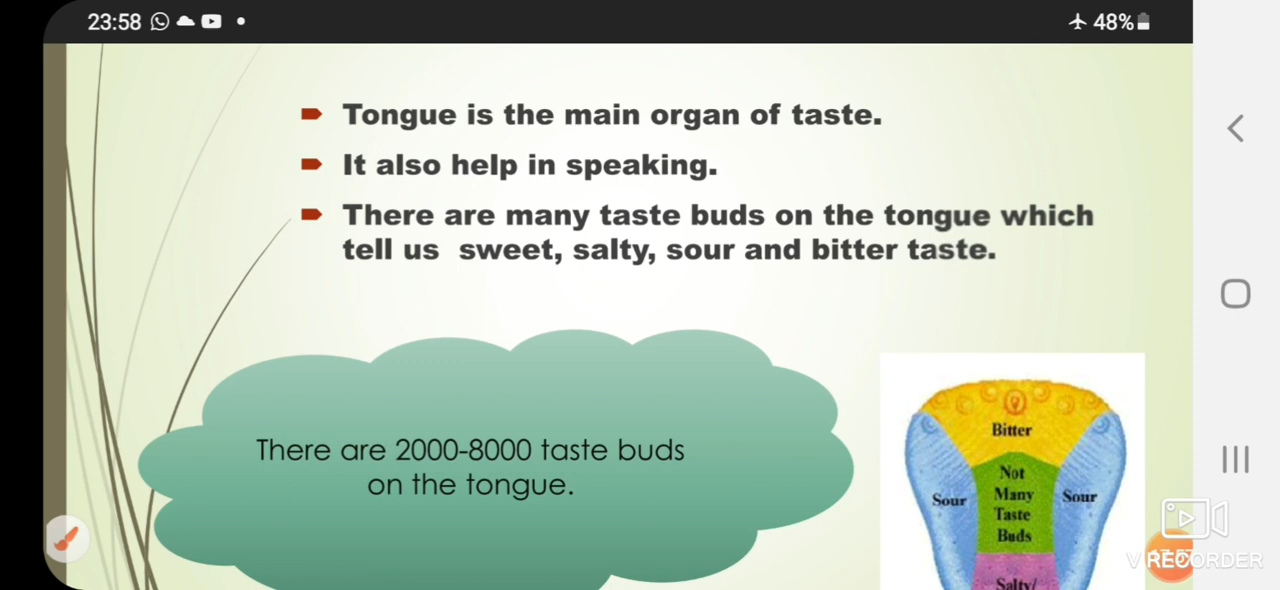 23:58
48%
Tongue is the main organ of taste.
It also help in speaking.
There are many taste buds on the tongue which
tell us sweet, salty, sour and bitter taste.
There are 2000-8000 taste buds
on the tongue.
Bitter
Not
Many
Taste
Buds
Sour
Sour
Salty/
V RECORDER